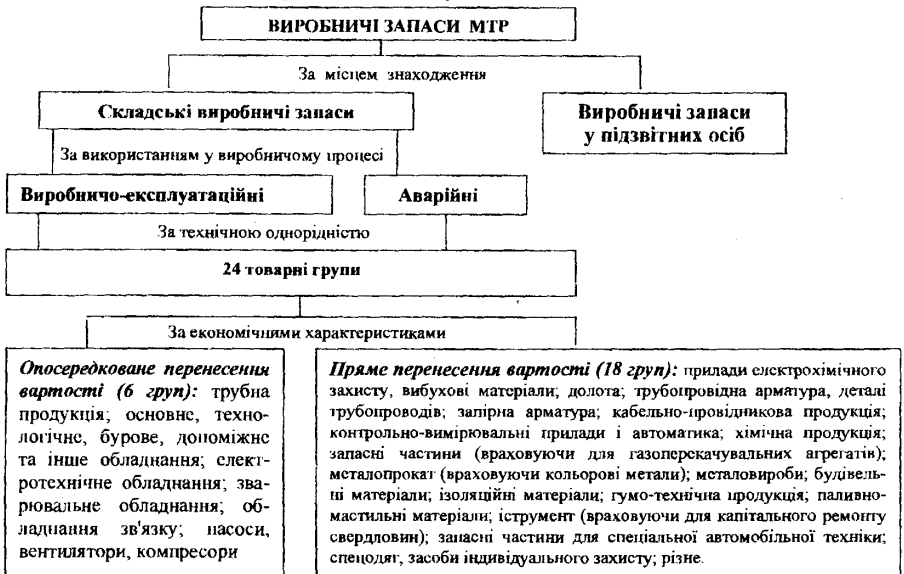 ВИРОБНИЧІ ЗАПАСИ МТР
За місцем знаходження
Складські виробничі запаси
Виробничі запаси
у підзвітних осіб
За використанням у виробничому процесі
Виробничо-експлуатаційні
Аварійні
За технічною однорідністю
24 товарні групи
За економічними характеристиками
Опосередковане перенесення
вартості (6 груп): трубна
продукція; основне, техно-
логічне, бурове, допоміжне
та інше обладнання; елект-
ротехнічне обладнання; зва-
рювальне обладнання; об-
ладнання зв'язку; насоси,
вентилятори, компресори
Пряме перенесення вартості (18 груп): прилади електрохімічного
захисту, вибухові матеріали; долота; трубопровідна арматура, деталі
трубопроводів; запірна арматура; кабельно-провідникова продукція;
контрольно-вимірювальні прилади і автоматика; хімічна продукція;
запасні частини (враховуючи для газоперекачувальних агрегатів);
металопрокат (враховуючи кольорові метали); металовироби; будівель-
ні матеріали; ізоляційні матеріали; гумо-технічна продукція; паливно-
мастильні матеріали; іструмент (враховуючи для капітального ремонту
свердловин); запасні частини для спеціальної автомобільної техніки;
спецодяг, засоби індивідуального захисту; різне.